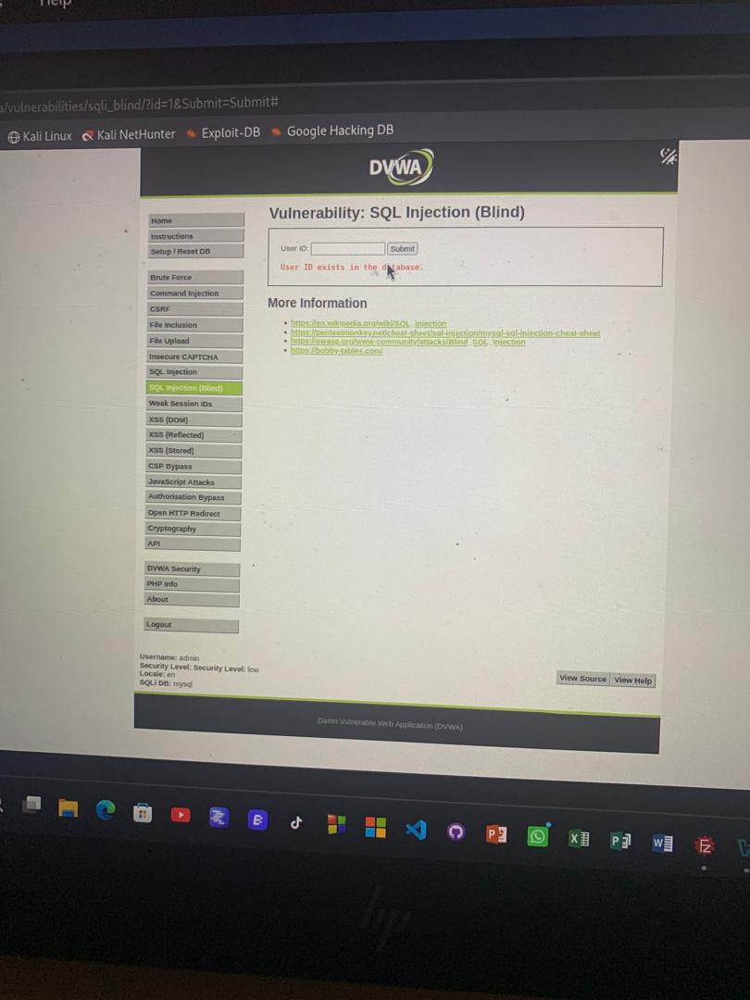 Help
a/vulnerabilities/sqli_blind/?id=1&Submit=Submit#
Kali Linux Kali NetHunter Exploit-DB Google Hacking DB
DVWA
Vulnerability: SQL Injection (Blind)
Home
Instructions
Setup / Reset DB
Brute Force
Command Injection
CSRF
File Inclusion
File Upload
Insecure CAPTCHA
SQL Injection
SQL Injection (Blind)
Weak Session IDs
XSS (DOM)
XSS (Reflected)
XSS (Stored)
CSP Bypass
JavaScript Attacks
Authorisation Bypass
Open HTTP Redirect
Cryptography
API
DVWA Security
PHP Info
About
Logout
User ID: Submit
User ID exists in the database.
More Information
https://en.wikipedia.org/wiki/SQL_injection
https://pentestmonkey.net/cheat-sheet/sql-injection/mysql-sql-injection-cheat-sheet
https://owasp.org/www-community/attacks/Blind_SQL_Injection
https://bobby-tables.com/
Username: admin
Security Level: Security Level: low
Locale: en
SQLi DB: mysql
View Source View Help
Damn Vulnerable Web Application (DVWA)
hp